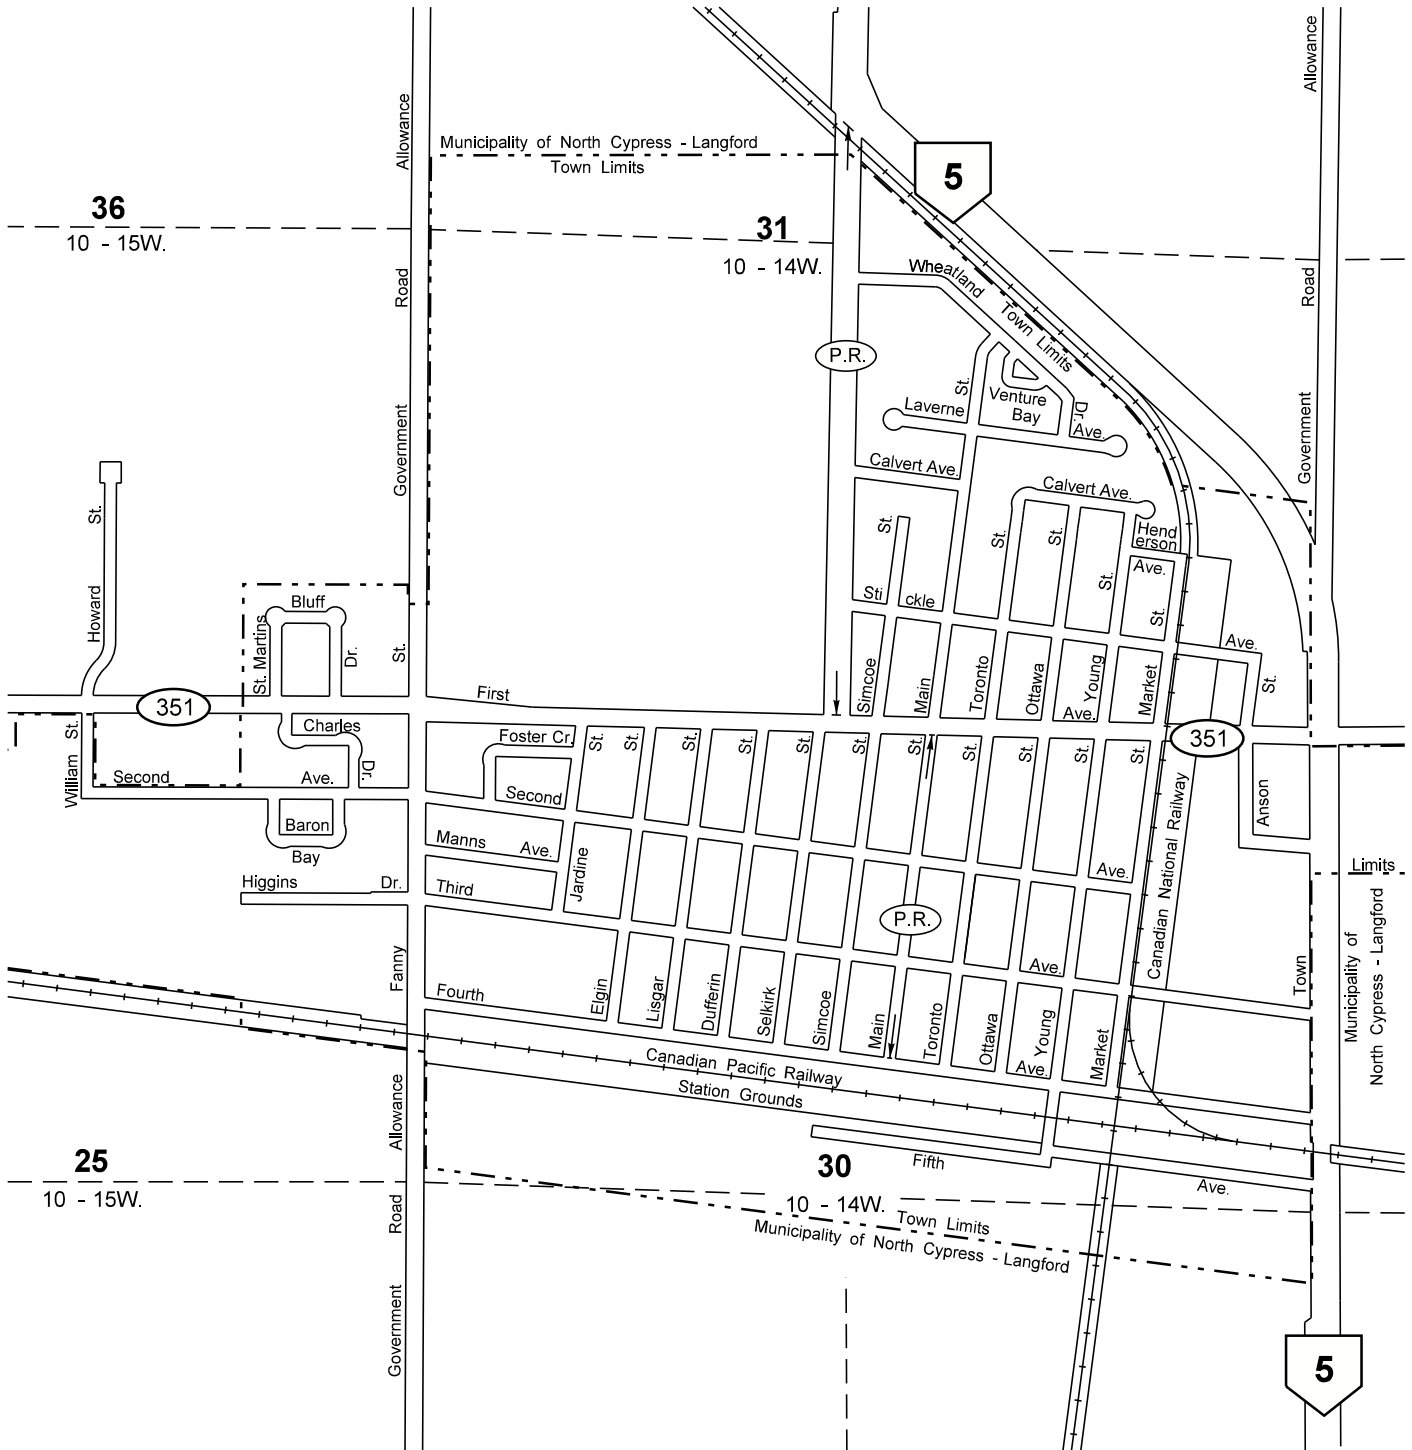 Allowance
Allowance
Municipality of North Cypress - Langford
Town Limits
5
36
10 - 15W.
31
10 - 14W.
Road
Road
Wheatland
Dr.
Town Limits
P.R.
St.
Venture
Bay
Laverne
Ave.
Government
Government
Calvert Ave.
Calvert Ave.
St.
St.
St.
St.
Hend
erson
Ave.
St.
St.
Howard
Sti ckle
Ave.
Bluff
Dr.
St. Martins
St.
Simcoe
Main
Toronto
Ottawa
Young
Market
St.
First
Ave.
351
351
William St.
Charles
Dr.
Foster Cr.
St.
St.
St.
St.
St.
St.
St.
St.
St.
St.
Second
Ave.
Second
Ave.
Baron
Bay
Manns
Ave.
Jardine
Anson
Canadian National Railway
Limits
Higgins
Dr.
Third
Ave.
P.R.
Fanny
Town
Municipality of
North Cypress - Langford
Fourth
Ave.
Elgin
Lisgar
Dufferin
Selkirk
Simcoe
Main
Toronto
Ottawa
Young
Market
Canadian Pacific Railway
Station Grounds
Allowance
Fifth
Ave.
25
10 - 15W.
30
10 - 14W.
Road
Town Limits
Municipality of North Cypress - Langford
Government
5